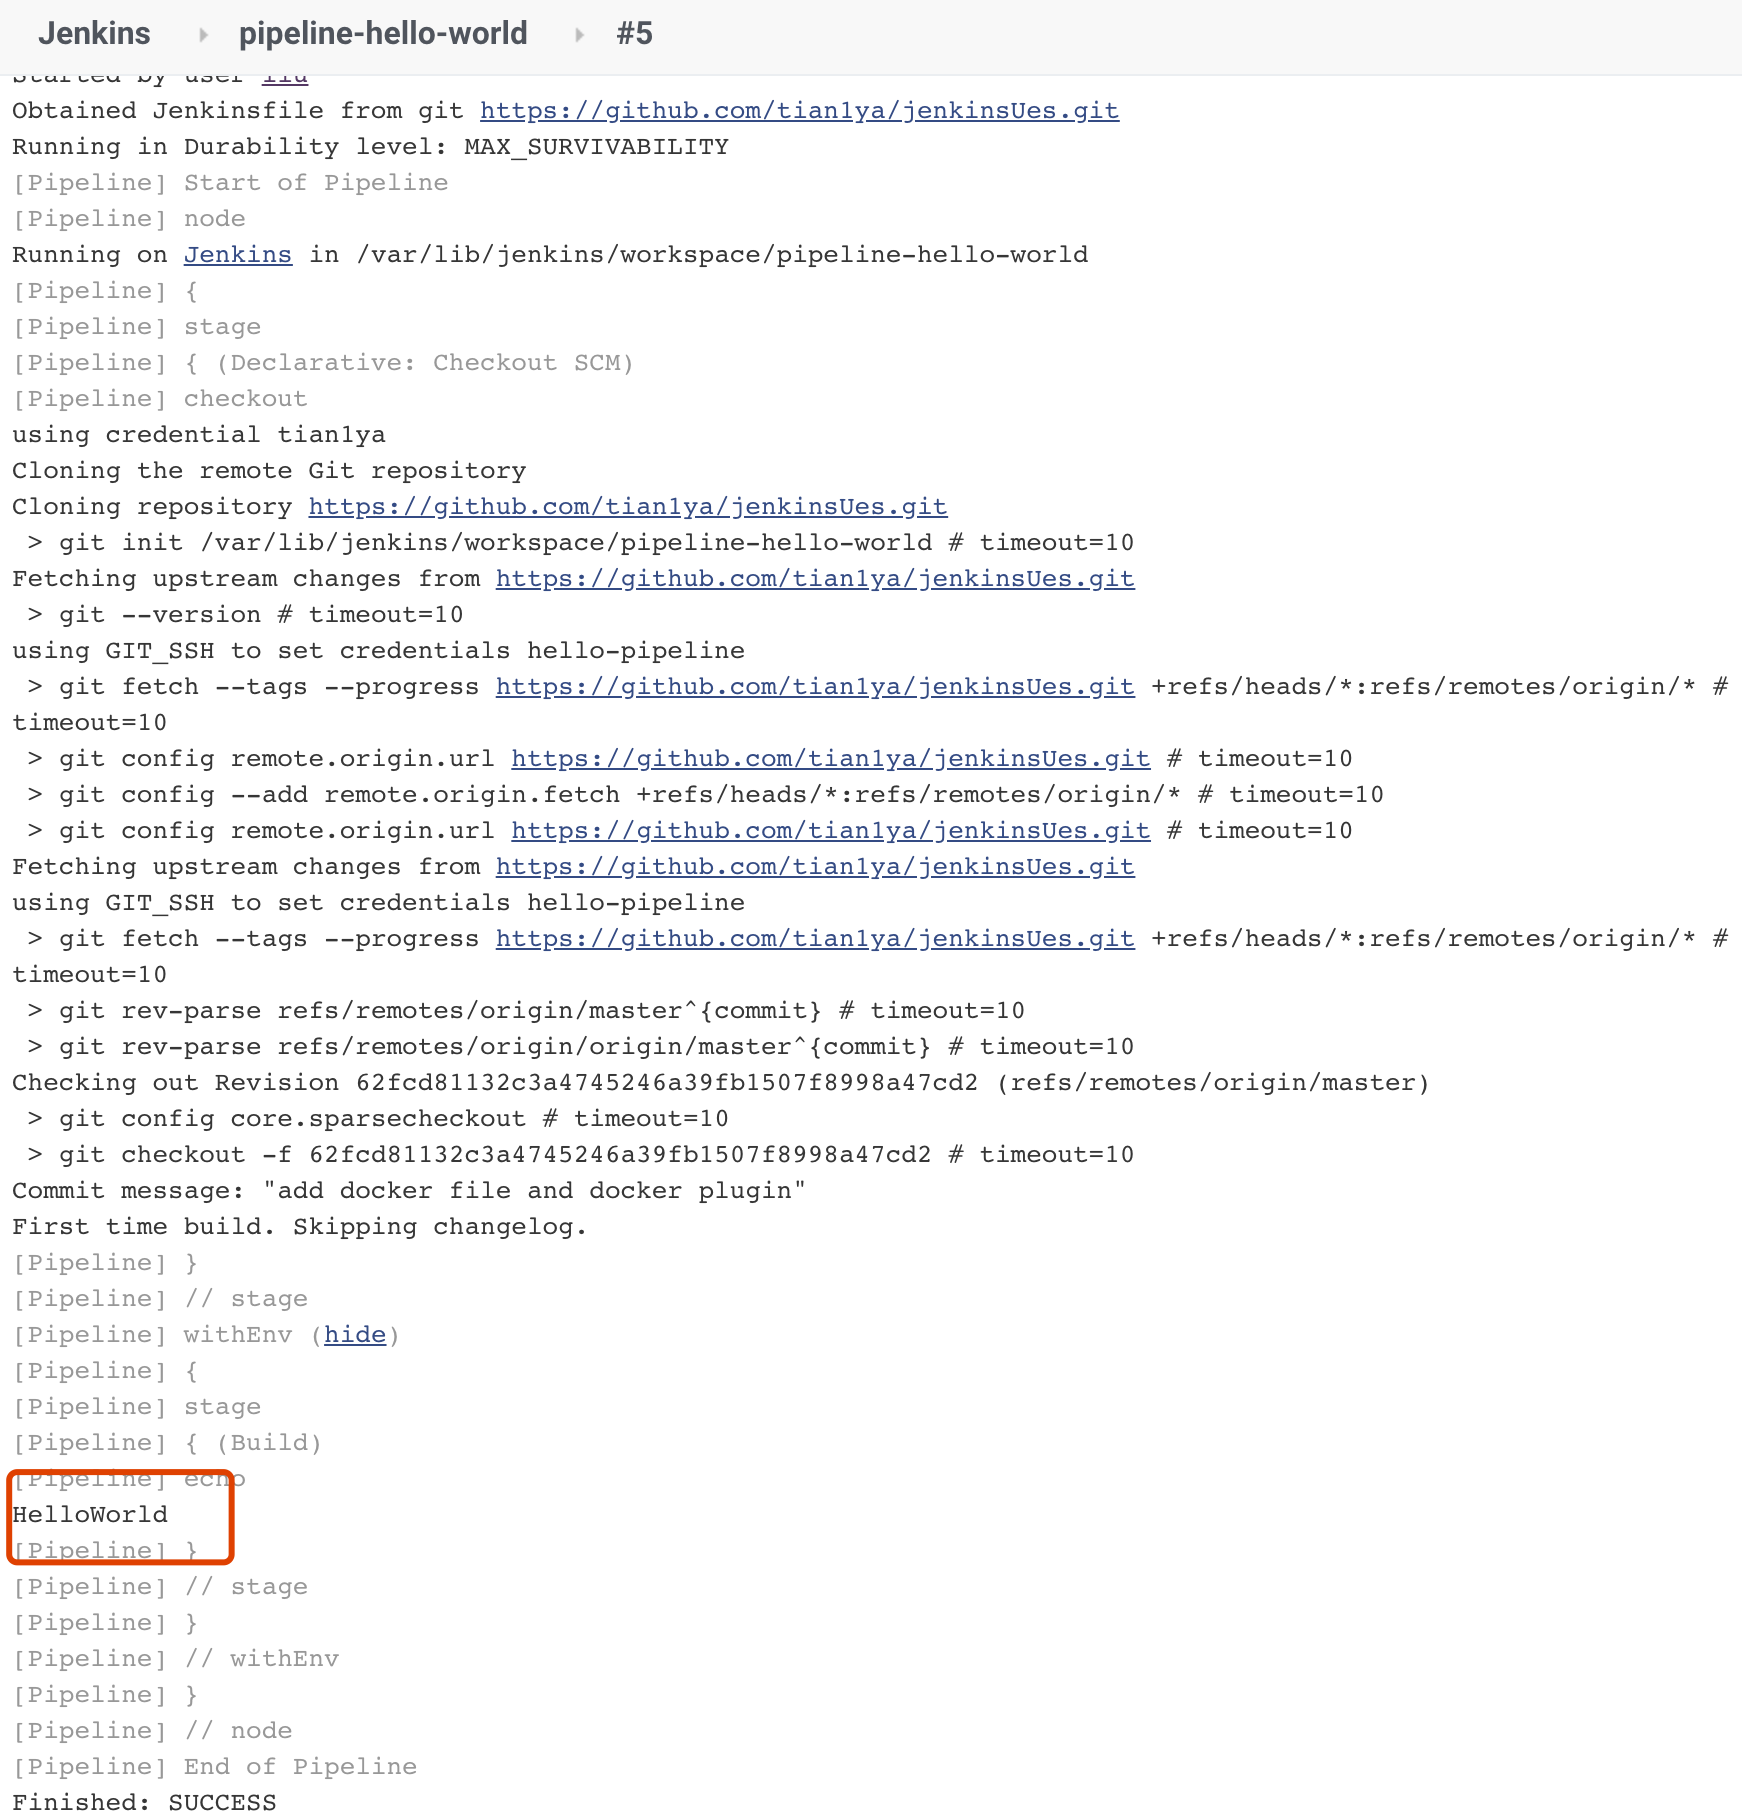 Jenkins pipeline-hello-world #5
Started by user liu
Obtained Jenkinsfile from git https://github.com/tian1ya/jenkinsUes.git
Running in Durability level: MAX_SURVIVABILITY
[Pipeline] Start of Pipeline
[Pipeline] node
Running on Jenkins in /var/lib/jenkins/workspace/pipeline-hello-world
[Pipeline] {
[Pipeline] stage
[Pipeline] { (Declarative: Checkout SCM)
[Pipeline] checkout
using credential tian1ya
Cloning the remote Git repository
Cloning repository https://github.com/tian1ya/jenkinsUes.git
 > git init /var/lib/jenkins/workspace/pipeline-hello-world # timeout=10
Fetching upstream changes from https://github.com/tian1ya/jenkinsUes.git
 > git --version # timeout=10
using GIT_SSH to set credentials hello-pipeline
 > git fetch --tags --progress https://github.com/tian1ya/jenkinsUes.git +refs/heads/*:refs/remotes/origin/* #
timeout=10
 > git config remote.origin.url https://github.com/tian1ya/jenkinsUes.git # timeout=10
 > git config --add remote.origin.fetch +refs/heads/*:refs/remotes/origin/* # timeout=10
 > git config remote.origin.url https://github.com/tian1ya/jenkinsUes.git # timeout=10
Fetching upstream changes from https://github.com/tian1ya/jenkinsUes.git
using GIT_SSH to set credentials hello-pipeline
 > git fetch --tags --progress https://github.com/tian1ya/jenkinsUes.git +refs/heads/*:refs/remotes/origin/* #
timeout=10
 > git rev-parse refs/remotes/origin/master^{commit} # timeout=10
 > git rev-parse refs/remotes/origin/origin/master^{commit} # timeout=10
Checking out Revision 62fcd81132c3a4745246a39fb1507f8998a47cd2 (refs/remotes/origin/master)
 > git config core.sparsecheckout # timeout=10
 > git checkout -f 62fcd81132c3a4745246a39fb1507f8998a47cd2 # timeout=10
Commit message: "add docker file and docker plugin"
First time build. Skipping changelog.
[Pipeline] }
[Pipeline] // stage
[Pipeline] withEnv (hide)
[Pipeline] {
[Pipeline] stage
[Pipeline] { (Build)
[Pipeline] echo
HelloWorld
[Pipeline] }
[Pipeline] // stage
[Pipeline] }
[Pipeline] // withEnv
[Pipeline] }
[Pipeline] // node
[Pipeline] End of Pipeline
Finished: SUCCESS